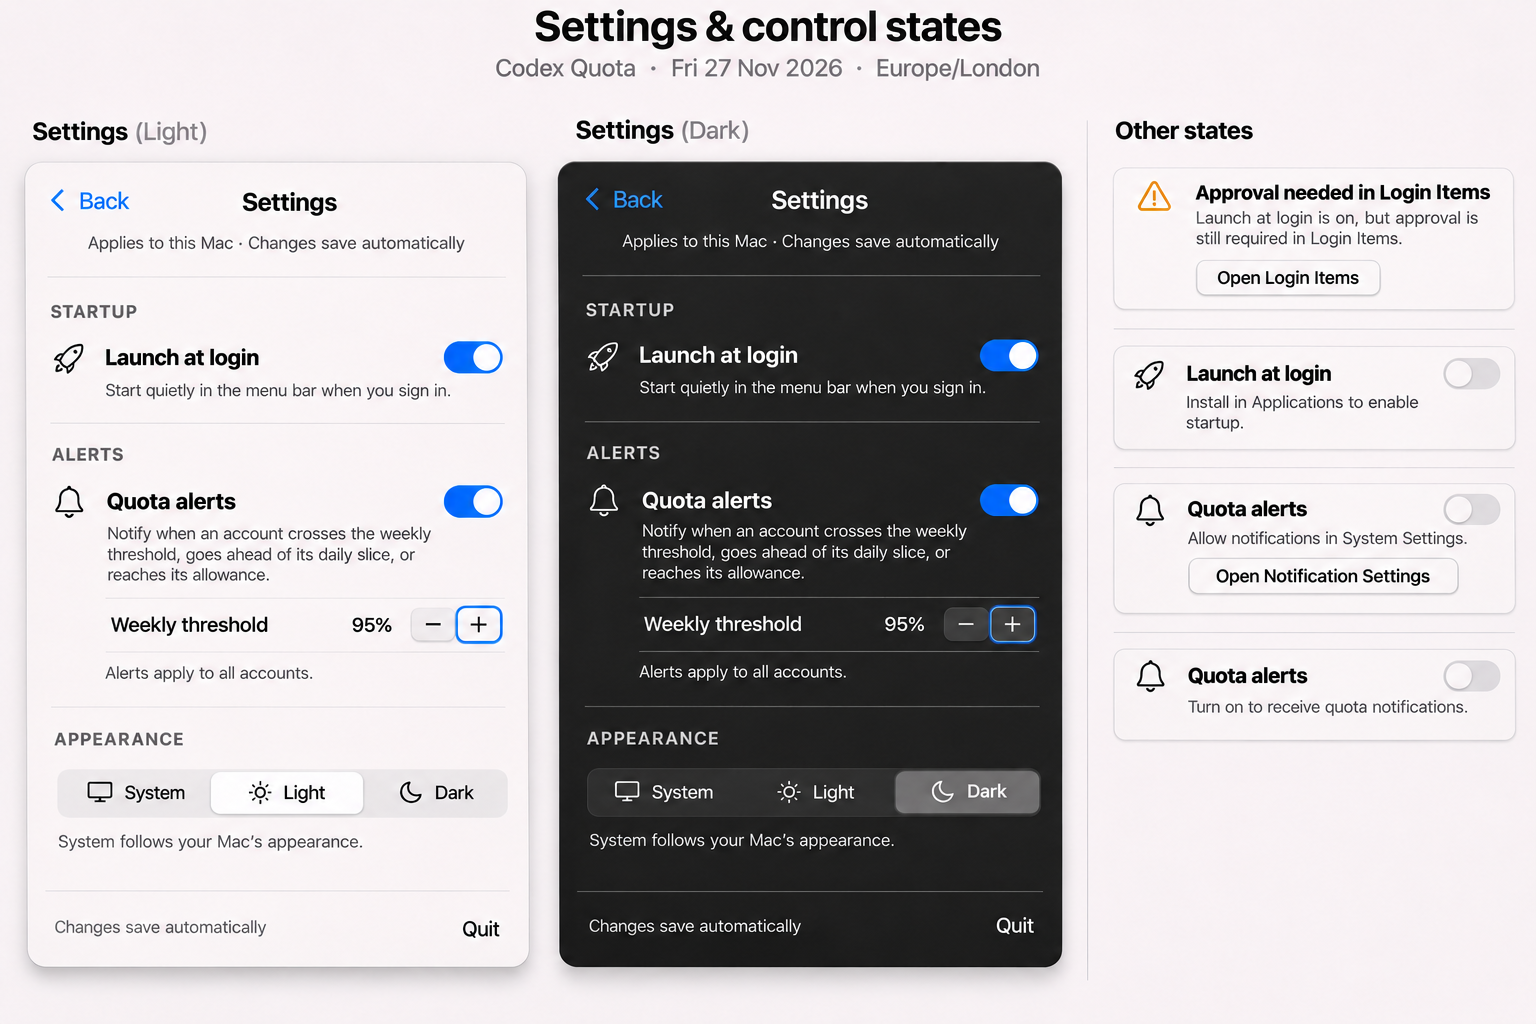 Settings & control states
Codex Quota · Fri 27 Nov 2026 · Europe/London
Settings (Light)
Back
Settings
Applies to this Mac · Changes save automatically
STARTUP
Launch at login
Start quietly in the menu bar when you sign in.
ALERTS
Quota alerts
Notify when an account crosses the weekly
threshold, goes ahead of its daily slice, or
reaches its allowance.
Weekly threshold 95% − +
Alerts apply to all accounts.
APPEARANCE
System Light Dark
System follows your Mac’s appearance.
Changes save automatically Quit
Settings (Dark)
Back
Settings
Applies to this Mac · Changes save automatically
STARTUP
Launch at login
Start quietly in the menu bar when you sign in.
ALERTS
Quota alerts
Notify when an account crosses the weekly
threshold, goes ahead of its daily slice, or
reaches its allowance.
Weekly threshold 95% − +
Alerts apply to all accounts.
APPEARANCE
System Light Dark
System follows your Mac’s appearance.
Changes save automatically Quit
Other states
Approval needed in Login Items
Launch at login is on, but approval is
still required in Login Items.
Open Login Items
Launch at login
Install in Applications to enable
startup.
Quota alerts
Allow notifications in System Settings.
Open Notification Settings
Quota alerts
Turn on to receive quota notifications.